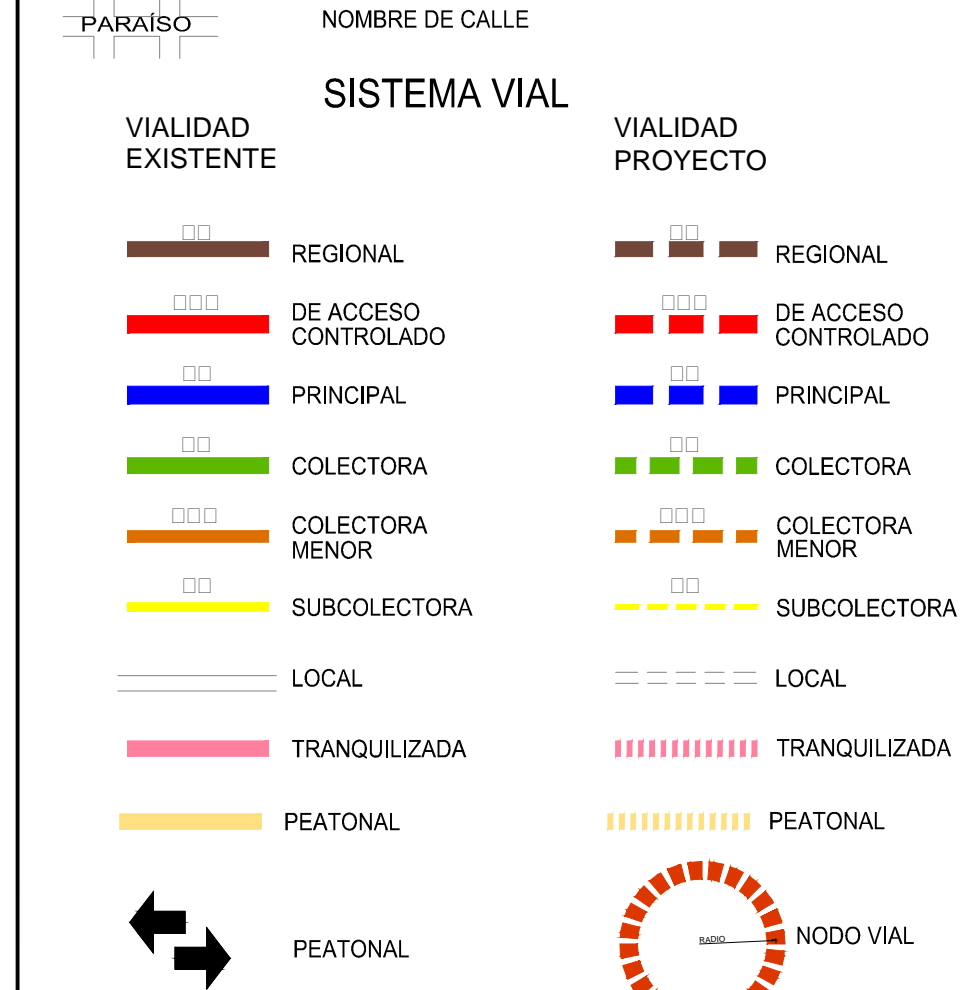 PARAÍSO
NOMBRE DE CALLE
SISTEMA VIAL
VIALIDAD
EXISTENTE
VIALIDAD
PROYECTO
REGIONAL
REGIONAL
DE ACCESO
CONTROLADO
DE ACCESO
CONTROLADO
PRINCIPAL
PRINCIPAL
COLECTORA
COLECTORA
COLECTORA
MENOR
COLECTORA
MENOR
SUBCOLECTORA
SUBCOLECTORA
LOCAL
LOCAL
TRANQUILIZADA
TRANQUILIZADA
PEATONAL
PEATONAL
PEATONAL
RADIO
NODO VIAL